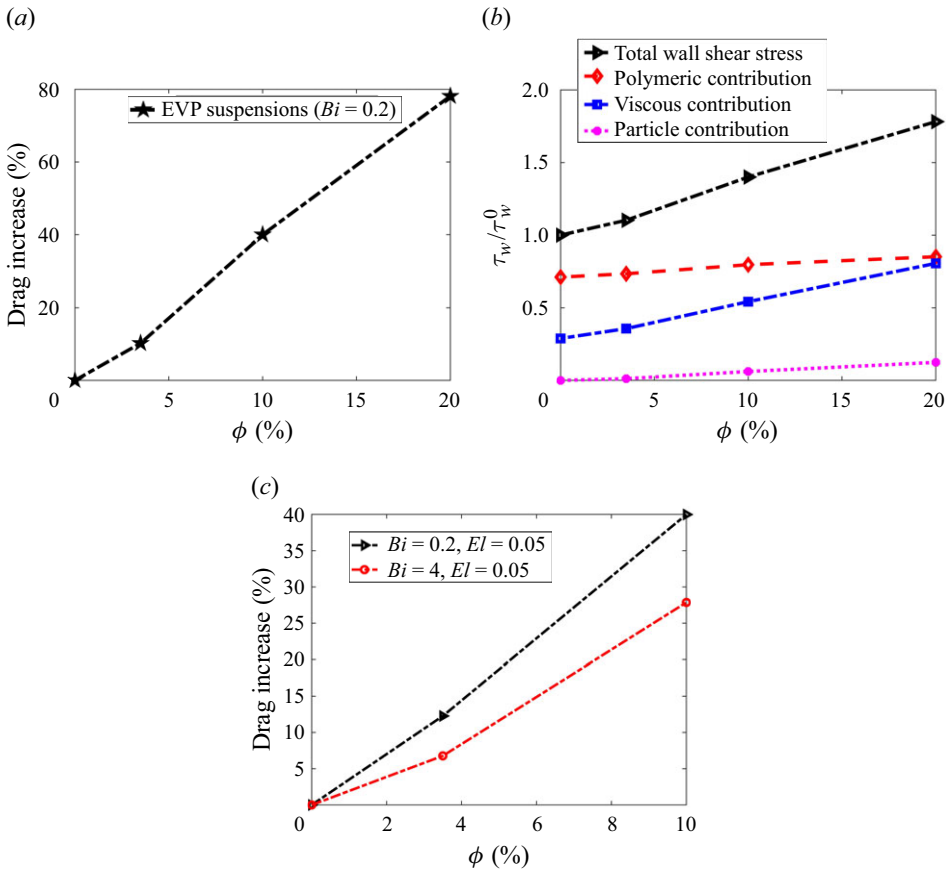 (a)
80
60
40
20
0
5
10
15
20
Drag increase (%)
ϕ (%)
EVP suspensions (Bi = 0.2)
(b)
Total wall shear stress
Polymeric contribution
Viscous contribution
Particle contribution
2.0
1.5
1.0
0.5
0
5
10
15
20
τw/τ0w
ϕ (%)
(c)
40
35
30
25
20
15
10
5
0
2
4
6
8
10
Drag increase (%)
ϕ (%)
Bi = 0.2, El = 0.05
Bi = 4, El = 0.05